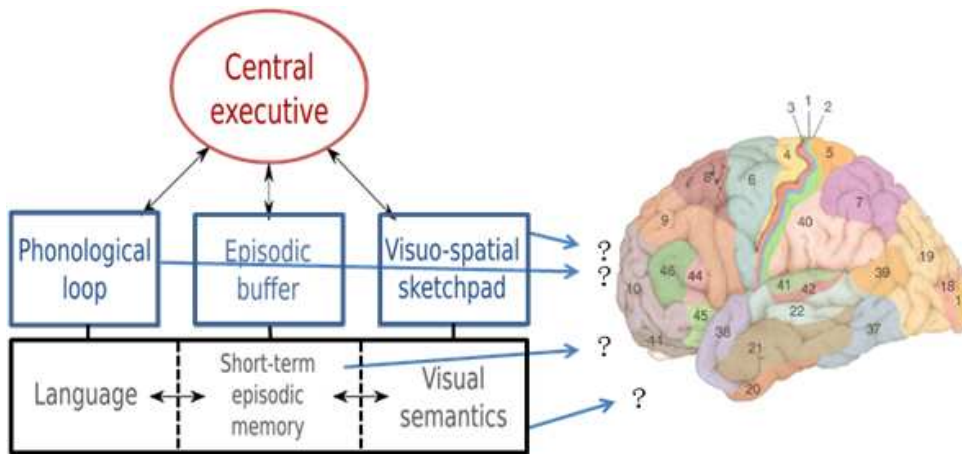 Central
executive
Phonological
loop
Episodic
buffer
Visuo-spatial
sketchpad
Language
Short-term
episodic
memory
Visual
semantics
?
?
?
?
1
3 2
4 5
6
8
7
9
40
19
46 44
41 42
39
18
10
45
22
38
37
11
21
20